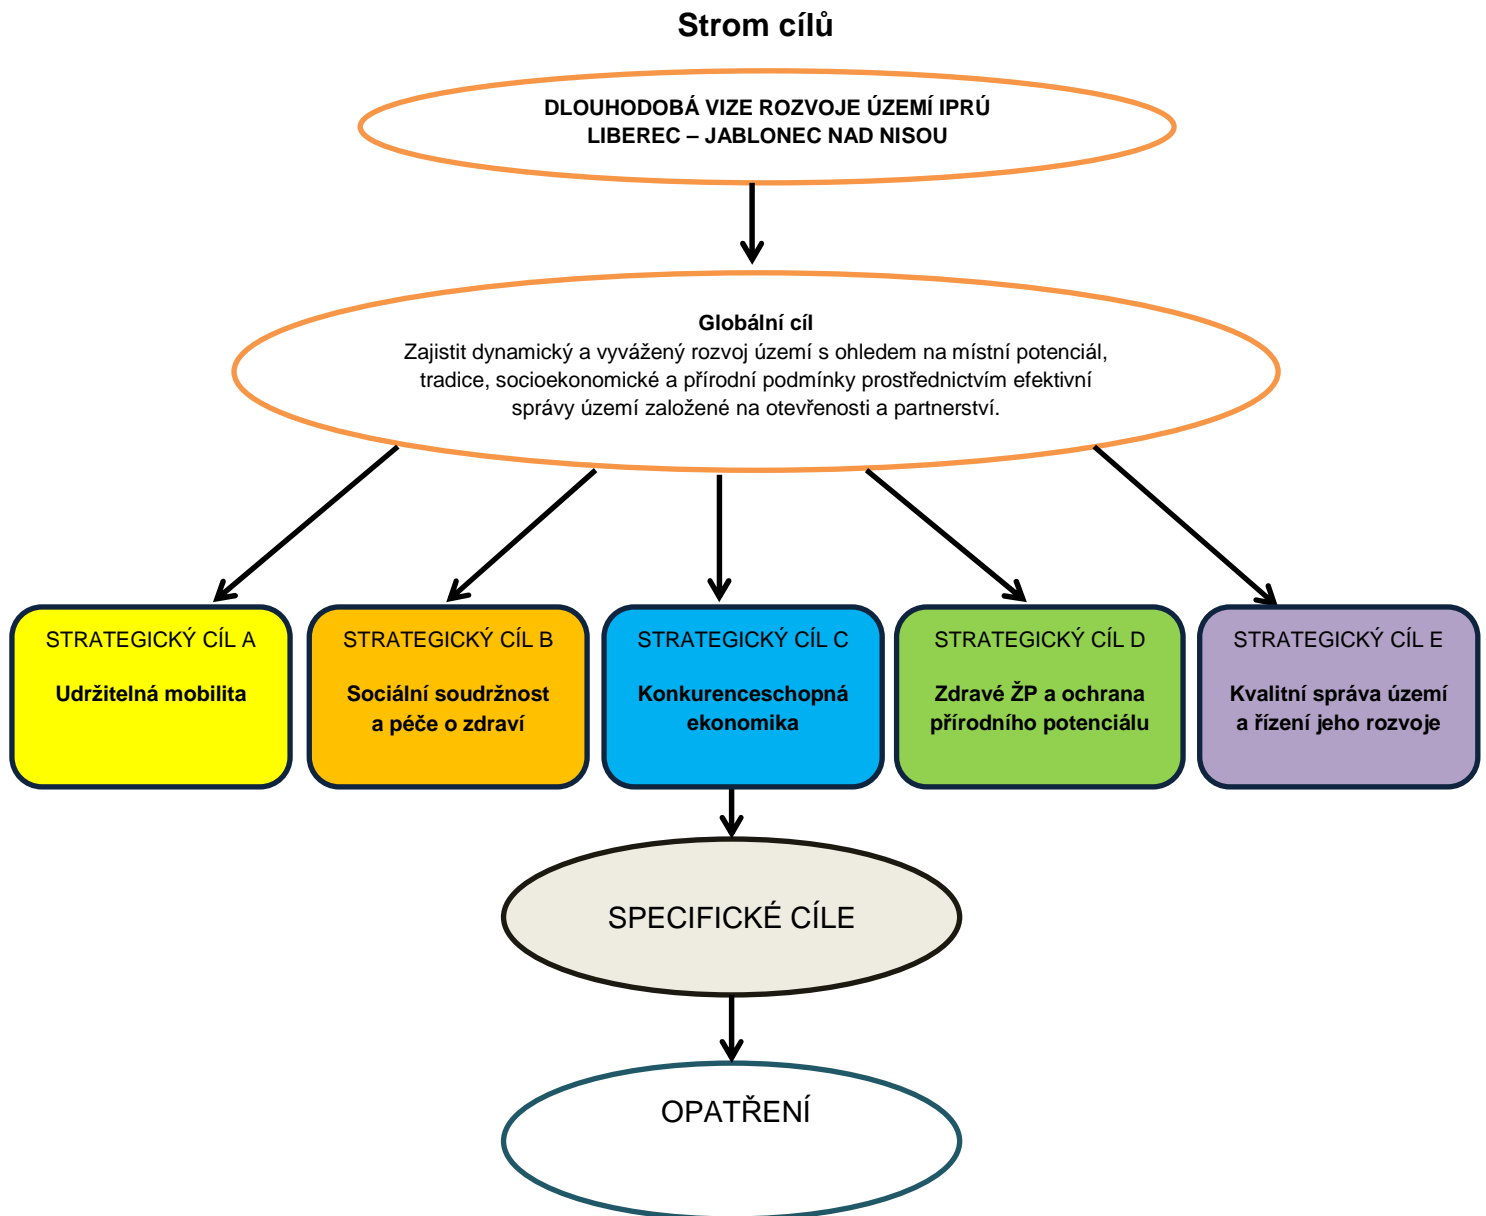 Strom cílů
DLOUHODOBÁ VIZE ROZVOJE ÚZEMÍ IPRÚ
LIBEREC – JABLONEC NAD NISOU
Globální cíl
Zajistit dynamický a vyvážený rozvoj území s ohledem na místní potenciál,
tradice, socioekonomické a přírodní podmínky prostřednictvím efektivní
správy území založené na otevřenosti a partnerství.
STRATEGICKÝ CÍL A
Udržitelná mobilita
STRATEGICKÝ CÍL B
Sociální soudržnost
a péče o zdraví
STRATEGICKÝ CÍL C
Konkurenceschopná
ekonomika
STRATEGICKÝ CÍL D
Zdravé ŽP a ochrana
přírodního potenciálu
STRATEGICKÝ CÍL E
Kvalitní správa území
a řízení jeho rozvoje
SPECIFICKÉ CÍLE
OPATŘENÍ